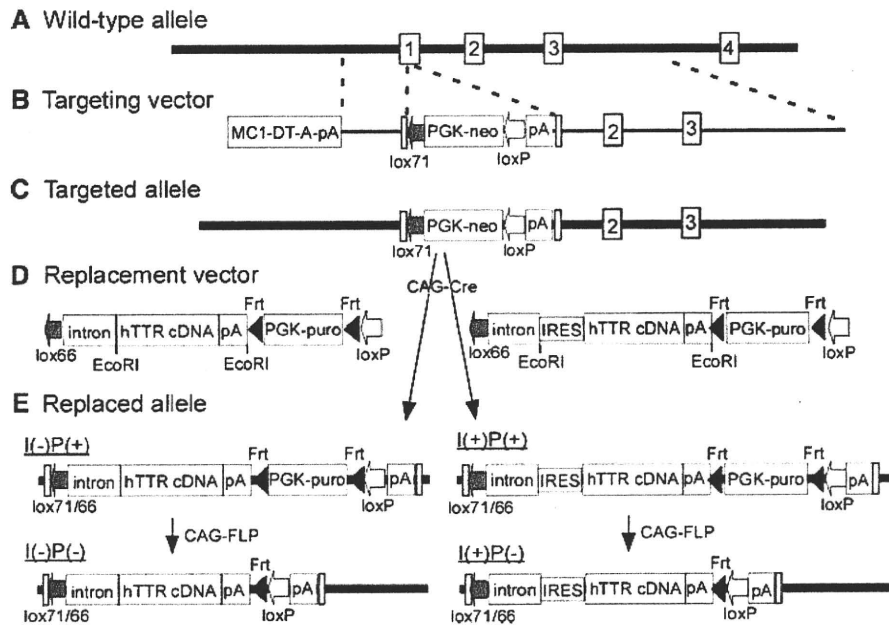 A Wild-type allele
1 2 3 4
B Targeting vector
MC1-DT-A-pA PGK-neo pA 2 3
lox71 loxP
C Targeted allele
PGK-neo pA 2 3
lox71 loxP
D Replacement vector
CAG-Cre
Frt Frt
intron hTTR cDNA pA PGK-puro
lox66 loxP
EcoRI EcoRI
Frt Frt
intron IRES hTTR cDNA pA PGK-puro
lox66 loxP
EcoRI EcoRI
E Replaced allele
I(-)P(+)
Frt Frt
intron hTTR cDNA pA PGK-puro pA
lox71/66 loxP
CAG-FLP
I(-)P(-)
Frt
intron hTTR cDNA pA pA
lox71/66 loxP
I(+)P(+)
Frt Frt
intron IRES hTTR cDNA pA PGK-puro pA
lox71/66 loxP
CAG-FLP
I(+)P(-)
Frt
intron IRES hTTR cDNA pA pA
lox71/66 loxP